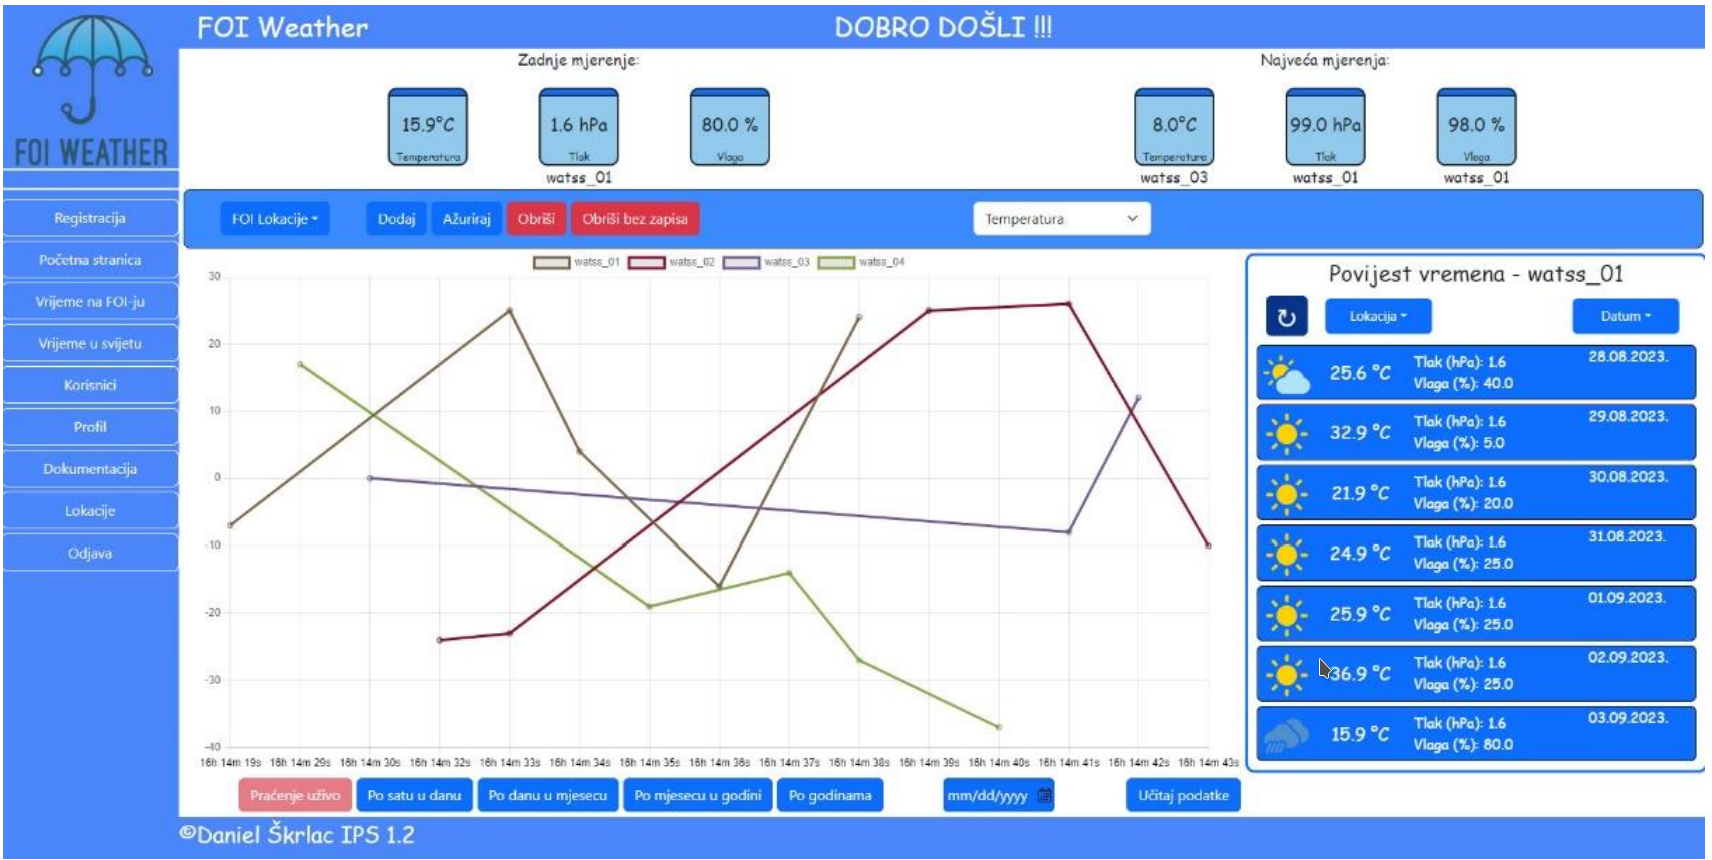 FOI WEATHER
FOI Weather
DOBRO DOŠLI !!!
Zadnje mjerenje:
15.9°C
Temperatura
1.6 hPa
Tlak
watss_01
80.0 %
Vlaga
Najveća mjerenja:
8.0°C
Temperatura
watss_03
99.0 hPa
Tlak
watss_01
98.0 %
Vlaga
watss_01
Registracija
Početna stranica
Vrijeme na FOI-ju
Vrijeme u svijetu
Korisnici
Profil
Dokumentacija
Lokacije
Odjava
FOI Lokacije
Dodaj
Ažuriraj
Obriši
Obriši bez zapisa
Temperatura
watss_01 watss_02 watss_03 watss_04
30
20
10
0
-10
-20
-30
-40
16h 14m 19s 16h 14m 29s 16h 14m 30s 16h 14m 32s 16h 14m 33s 16h 14m 34s 16h 14m 35s 16h 14m 36s 16h 14m 37s 16h 14m 38s 16h 14m 39s 16h 14m 40s 16h 14m 41s 16h 14m 42s 16h 14m 43s
Praćenje uživo
Po satu u danu
Po danu u mjesecu
Po mjesecu u godini
Po godinama
mm/dd/yyyy
Učitaj podatke
Povijest vremena - watss_01
Lokacija
Datum
25.6 °C
Tlak (hPa): 1.6
Vlaga (%): 40.0
28.08.2023.
32.9 °C
Tlak (hPa): 1.6
Vlaga (%): 5.0
29.08.2023.
21.9 °C
Tlak (hPa): 1.6
Vlaga (%): 20.0
30.08.2023.
24.9 °C
Tlak (hPa): 1.6
Vlaga (%): 25.0
31.08.2023.
25.9 °C
Tlak (hPa): 1.6
Vlaga (%): 25.0
01.09.2023.
36.9 °C
Tlak (hPa): 1.6
Vlaga (%): 25.0
02.09.2023.
15.9 °C
Tlak (hPa): 1.6
Vlaga (%): 80.0
03.09.2023.
©Daniel Škrlac IPS 1.2